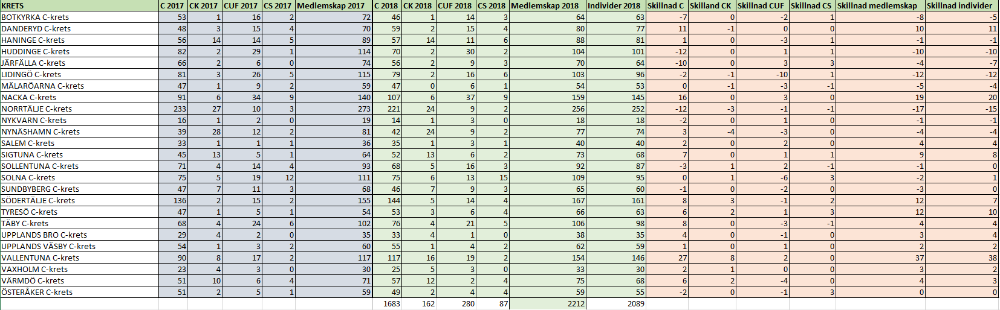 KRETS C 2017 CK 2017 CUF 2017 CS 2017 Medlemskap 2017 C 2018 CK 2018 CUF 2018 CS 2018 Medlemskap 2018 Individer 2018 Skillnad C Skilland CK Skillnad CUF Skillnad CS Skillnad medlemskap Skillnad individer
BOTKYRKA C-krets 53 1 16 2 72 46 1 14 3 64 63 -7 0 -2 1 -8 -5
DANDERYD C-krets 48 3 15 4 70 59 2 15 4 80 77 11 -1 0 0 10 11
HANINGE C-krets 56 14 14 5 89 57 14 11 6 88 81 1 0 -3 1 -1 -1
HUDDINGE C-krets 82 2 29 1 114 70 2 30 2 104 101 -12 0 1 1 -10 -10
JÄRFÄLLA C-krets 66 2 6 0 74 56 2 9 3 70 64 -10 0 3 3 -4 -7
LIDINGÖ C-krets 81 3 26 5 115 79 2 16 6 103 96 -2 -1 -10 1 -12 -12
MÄLARÖARNA C-krets 47 1 9 2 59 47 0 6 1 54 53 0 -1 -3 -1 -5 -4
NACKA C-krets 91 6 34 9 140 107 6 37 9 159 145 16 0 3 0 19 20
NORRTÄLJE C-krets 233 27 10 3 273 221 24 9 2 256 252 -12 -3 -1 -1 -17 -15
NYKVARN C-krets 16 1 2 0 19 14 1 3 0 18 18 -2 0 1 0 -1 -1
NYNÄSHAMN C-krets 39 28 12 2 81 42 24 9 2 77 74 3 -4 -3 0 -4 -4
SALEM C-krets 33 1 1 1 36 35 1 3 1 40 40 2 0 2 0 4 4
SIGTUNA C-krets 45 13 5 1 64 52 13 6 2 73 68 7 0 1 1 9 8
SOLLENTUNA C-krets 71 4 14 4 93 68 5 16 3 92 87 -3 1 2 -1 -1 0
SOLNA C-krets 75 5 19 12 111 75 6 13 15 109 95 0 1 -6 3 -2 1
SUNDBYBERG C-krets 47 7 11 3 68 46 7 9 3 65 60 -1 0 -2 0 -3 0
SÖDERTÄLJE C-krets 136 2 15 2 155 144 5 14 4 167 161 8 3 -1 2 12 7
TYRESÖ C-krets 47 1 5 1 54 53 3 6 4 66 63 6 2 1 3 12 10
TÄBY C-krets 68 4 24 6 102 76 4 21 5 106 98 8 0 -3 -1 4 4
UPPLANDS BRO C-krets 29 4 2 0 35 33 4 1 0 38 35 4 0 -1 0 3 4
UPPLANDS VÄSBY C-krets 54 1 3 2 60 55 1 4 2 62 59 1 0 1 0 2 2
VALLENTUNA C-krets 90 8 17 2 117 117 16 19 2 154 146 27 8 2 0 37 38
VAXHOLM C-krets 23 4 3 0 30 25 5 3 0 33 30 2 1 0 0 3 2
VÄRMDÖ C-krets 51 10 6 4 71 57 12 2 4 75 68 6 2 -4 0 4 3
ÖSTERÅKER C-krets 51 2 5 1 59 49 2 4 4 59 55 -2 0 -1 3 0 0
1683 162 280 87 2212 2089